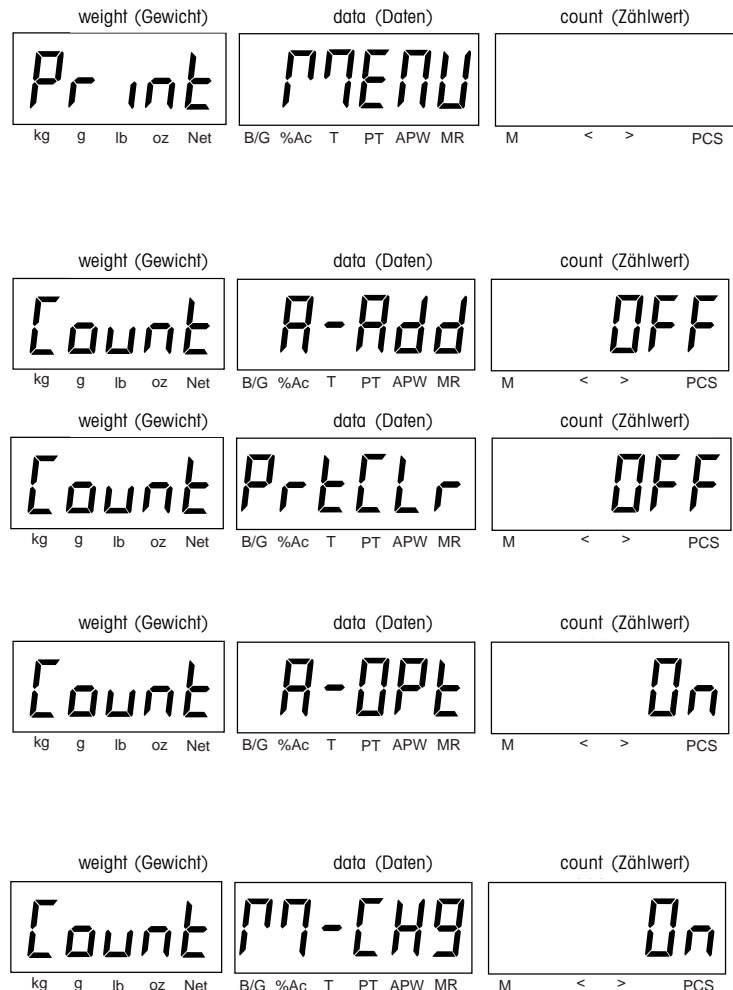 weight (Gewicht) data (Daten) count (Zählwert)
Print MENU
kg g lb oz Net B/G %Ac T PT APW MR M < > PCS
weight (Gewicht) data (Daten) count (Zählwert)
Count A-Add OFF
kg g lb oz Net B/G %Ac T PT APW MR M < > PCS
weight (Gewicht) data (Daten) count (Zählwert)
Count PrtCLr OFF
kg g lb oz Net B/G %Ac T PT APW MR M < > PCS
weight (Gewicht) data (Daten) count (Zählwert)
Count A-OPt On
kg g lb oz Net B/G %Ac T PT APW MR M < > PCS
weight (Gewicht) data (Daten) count (Zählwert)
Count M-CHg On
kg g lb oz Net B/G %Ac T PT APW MR M < > PCS